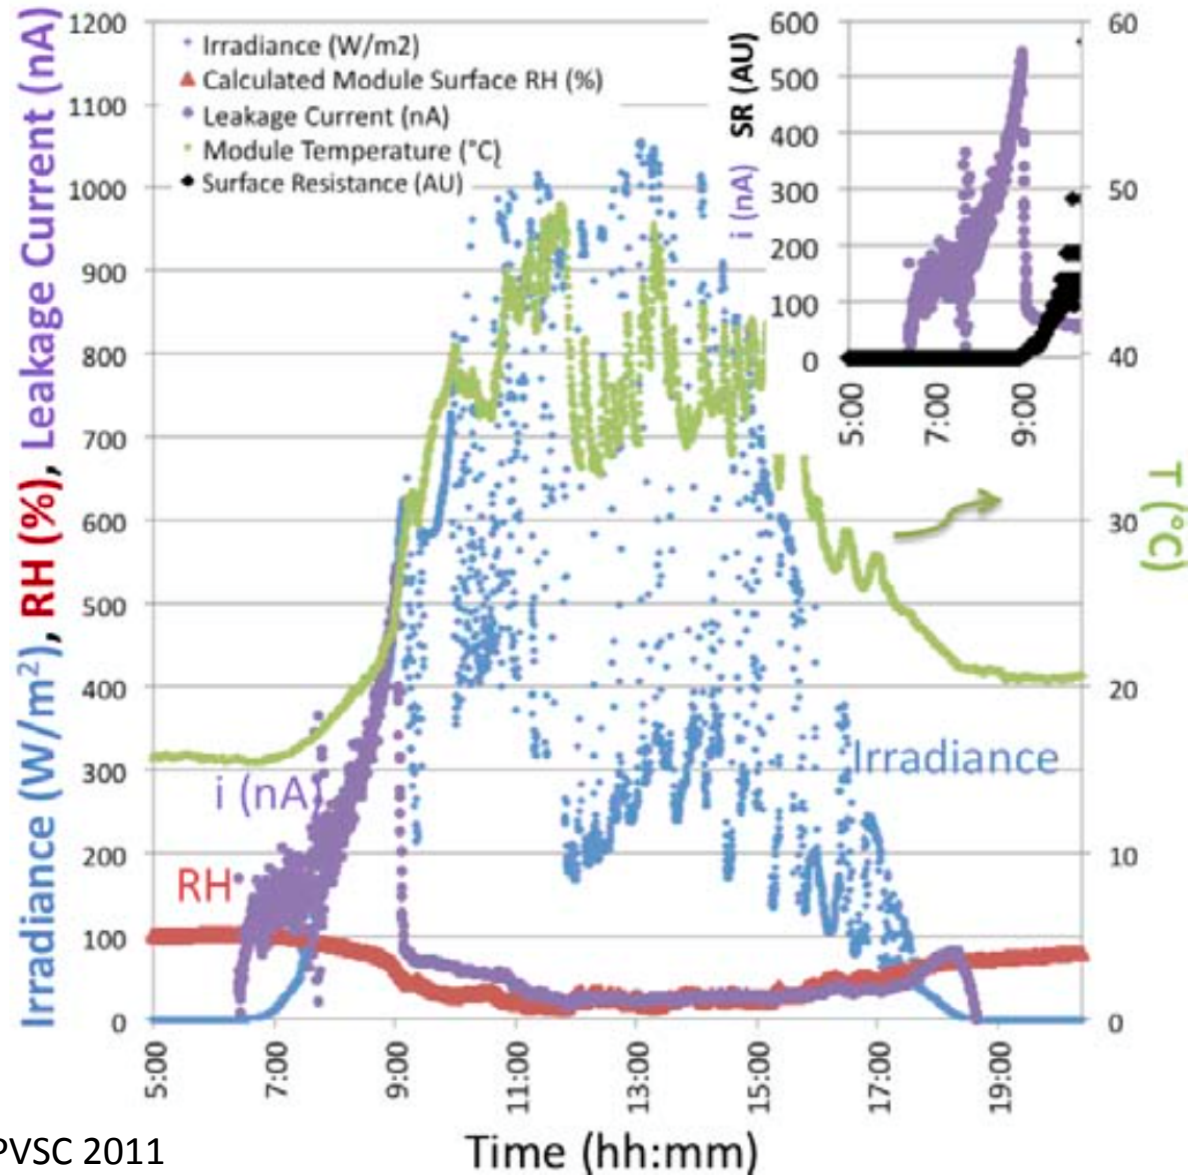 Irradiance (W/m²), RH (%), Leakage Current (nA)
1200
1100
1000
900
800
700
600
500
400
300
200
100
0
Irradiance (W/m2)
Calculated Module Surface RH (%)
Leakage Current (nA)
Module Temperature (°C)
Surface Resistance (AU)
i (nA)
RH
Irradiance
i (nA) SR (AU)
600
500
400
300
200
100
0
5:00
7:00
9:00
60
50
40
30
20
10
0
T (°C)
5:00
7:00
9:00
11:00
13:00
15:00
17:00
19:00
Time (hh:mm)
PVSC 2011